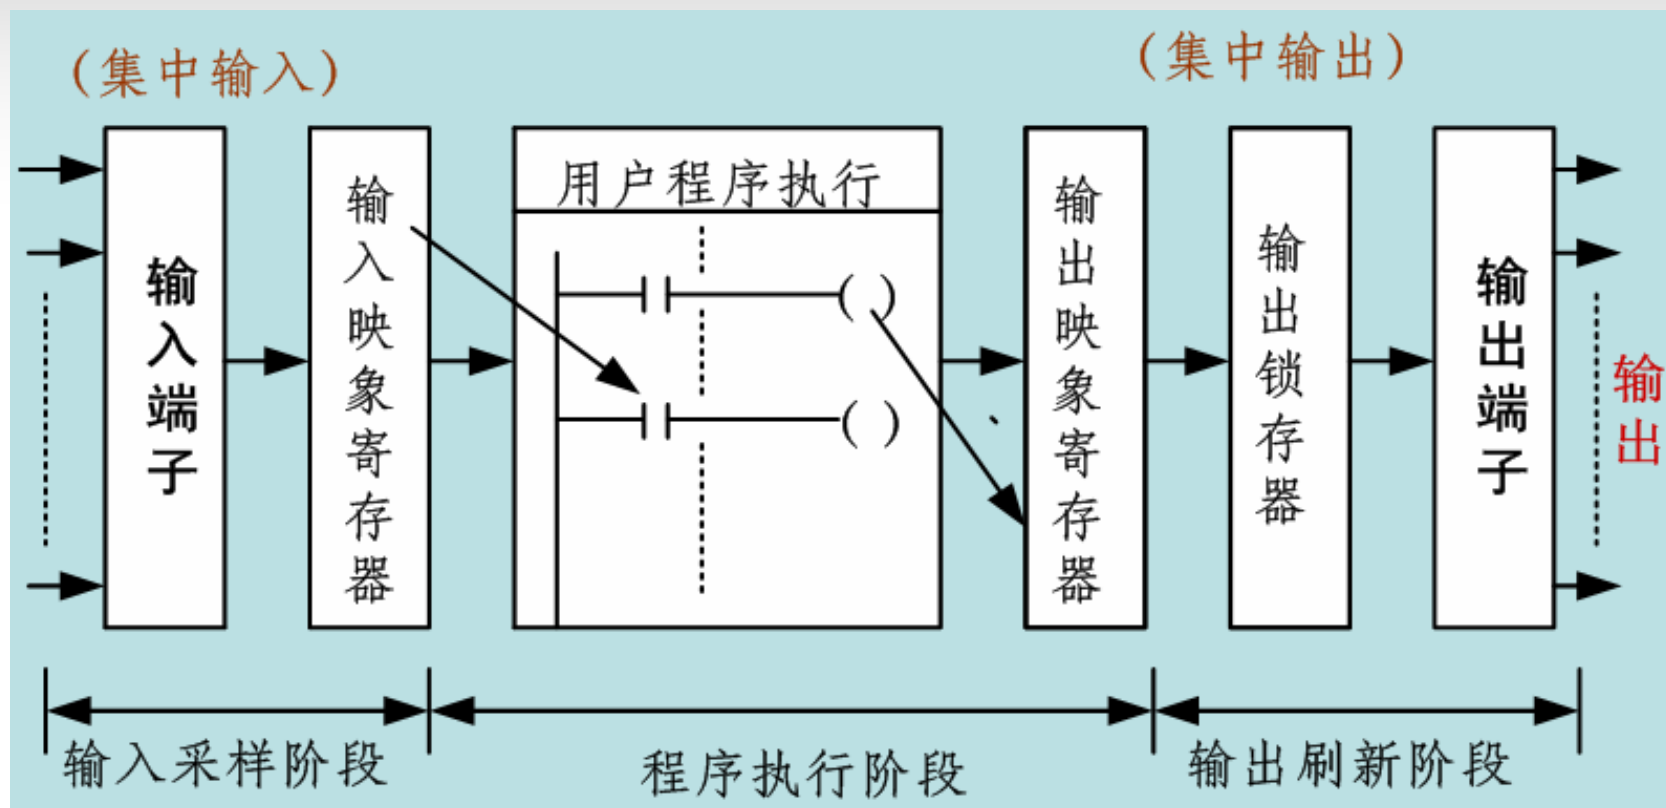 （集中输入）
（集中输出）
输入端子
输入映象寄存器
用户程序执行
输出映象寄存器
输出锁存器
输出端子
输出
输入采样阶段
程序执行阶段
输出刷新阶段